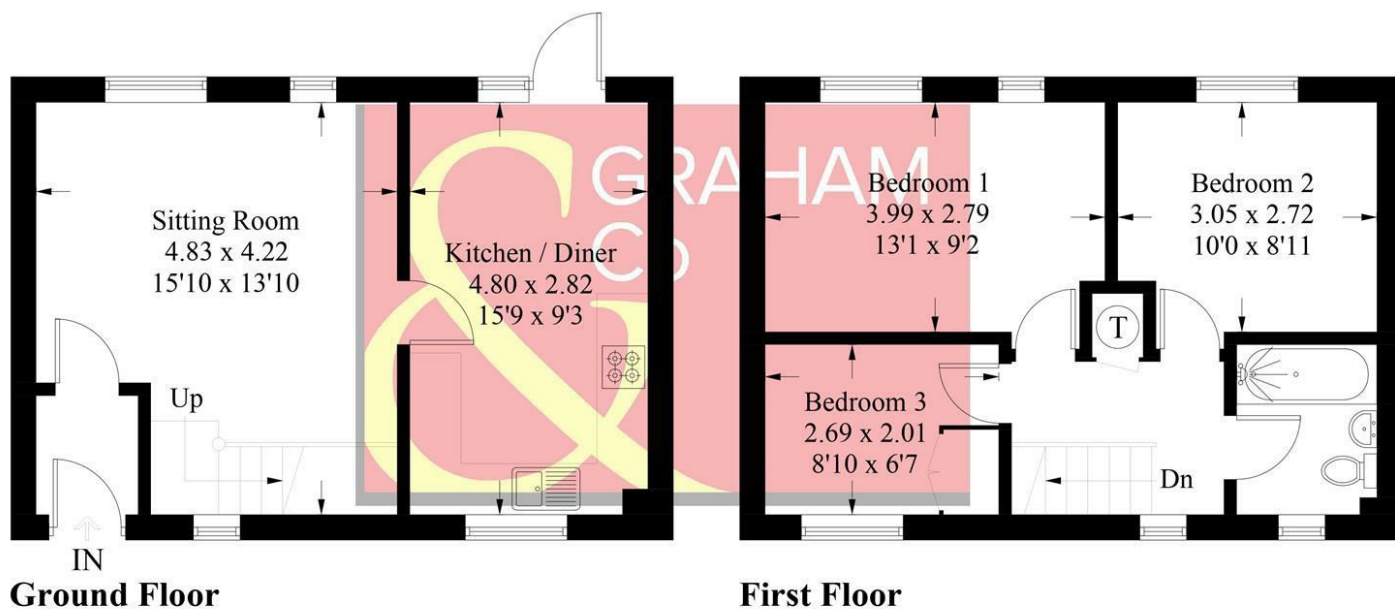 GRAHAM
&
Co
Sitting Room
4.83 x 4.22
15'10 x 13'10
Kitchen / Diner
4.80 x 2.82
15'9 x 9'3
Up
IN
Ground Floor
Bedroom 1
3.99 x 2.79
13'1 x 9'2
Bedroom 2
3.05 x 2.72
10'0 x 8'11
T
Bedroom 3
2.69 x 2.01
8'10 x 6'7
Dn
First Floor